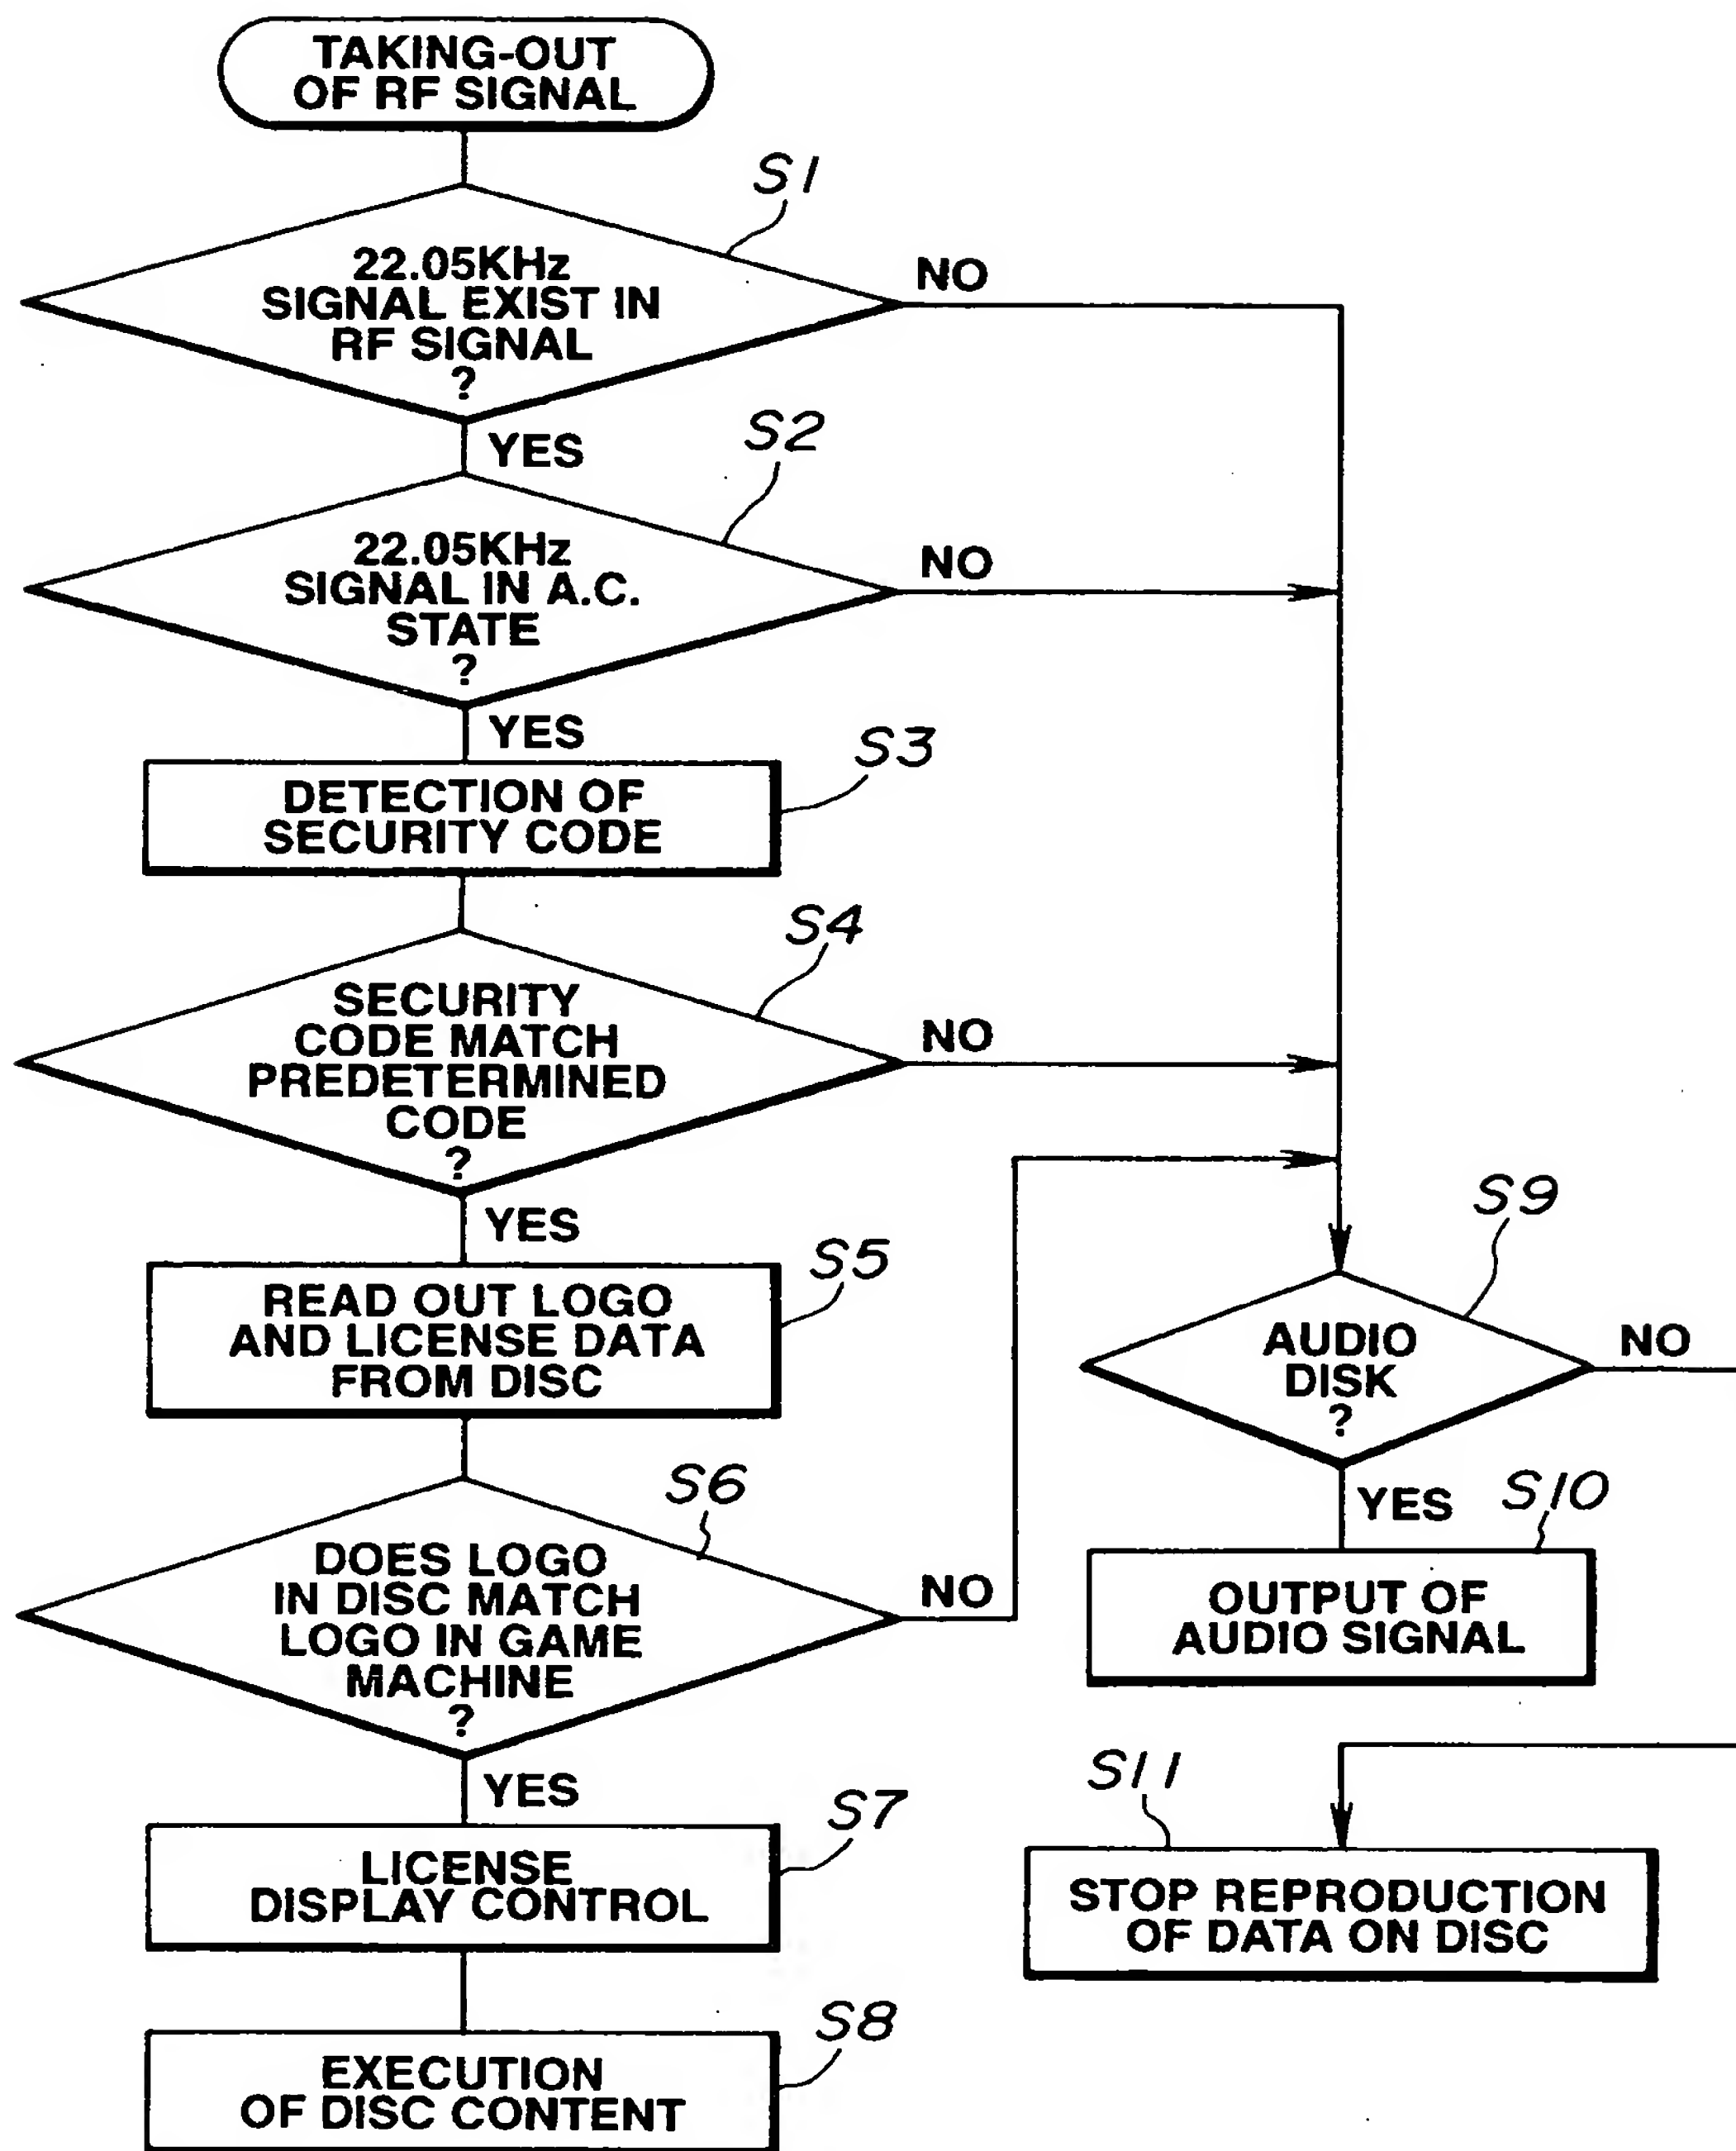 TAKING-OUT
OF RF SIGNAL
S1
22.05KHz
SIGNAL EXIST IN
RF SIGNAL
?
NO
YES
S2
22.05KHz
SIGNAL IN A.C.
STATE
?
NO
YES
S3
DETECTION OF
SECURITY CODE
S4
SECURITY
CODE MATCH
PREDETERMINED
CODE
?
NO
YES
S5
READ OUT LOGO
AND LICENSE DATA
FROM DISC
S6
DOES LOGO
IN DISC MATCH
LOGO IN GAME
MACHINE
?
NO
YES
S7
LICENSE
DISPLAY CONTROL
S8
EXECUTION
OF DISC CONTENT
S9
AUDIO
DISK
?
NO
YES
S10
OUTPUT OF
AUDIO SIGNAL
S11
STOP REPRODUCTION
OF DATA ON DISC